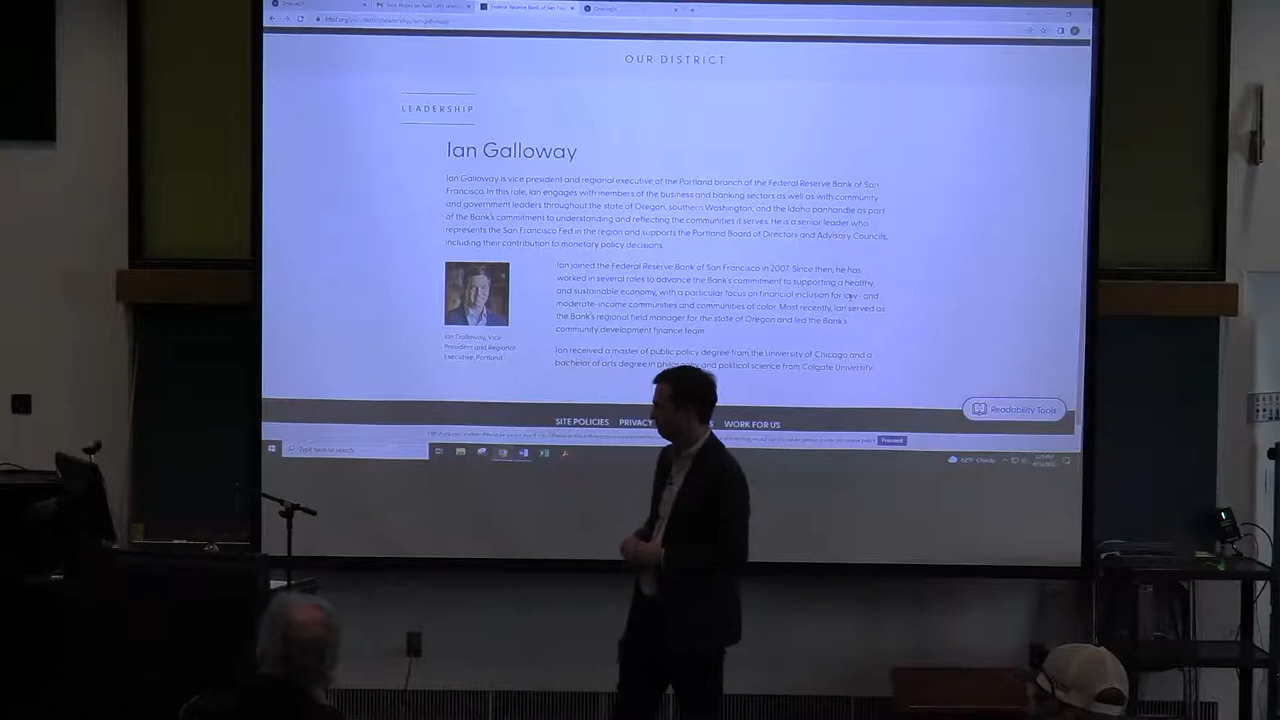 OUR DISTRICT
LEADERSHIP
Ian Galloway
Ian Galloway is vice president and regional executive of the Portland branch of the Federal Reserve Bank of San
Francisco. In this role, Ian engages with members of the business and banking sectors as well as with community
and government leaders throughout the state of Oregon, southern Washington, and the Idaho panhandle as part
of the Bank's commitment to understanding and reflecting the communities it serves. He is a senior leader who
represents the San Francisco Fed in the region and supports the Portland Board of Directors and Advisory Councils,
including their contribution to monetary policy decisions.
Ian joined the Federal Reserve Bank of San Francisco in 2007. Since then, he has
worked in several roles to advance the Bank's commitment to supporting a healthy
and sustainable economy, with a particular focus on financial inclusion for low- and
moderate-income communities and communities of color. Most recently, Ian served as
the Bank's regional field manager for the state of Oregon and led the Bank's
community development finance team.
Ian Galloway, Vice
President and Regional
Executive, Portland
Ian received a master of public policy degree from the University of Chicago and a
bachelor of arts degree in philosophy and political science from Colgate University.
Readability Tools
SITE POLICIES PRIVACY WORK FOR US
Proceed
Type here to search
Cloudy